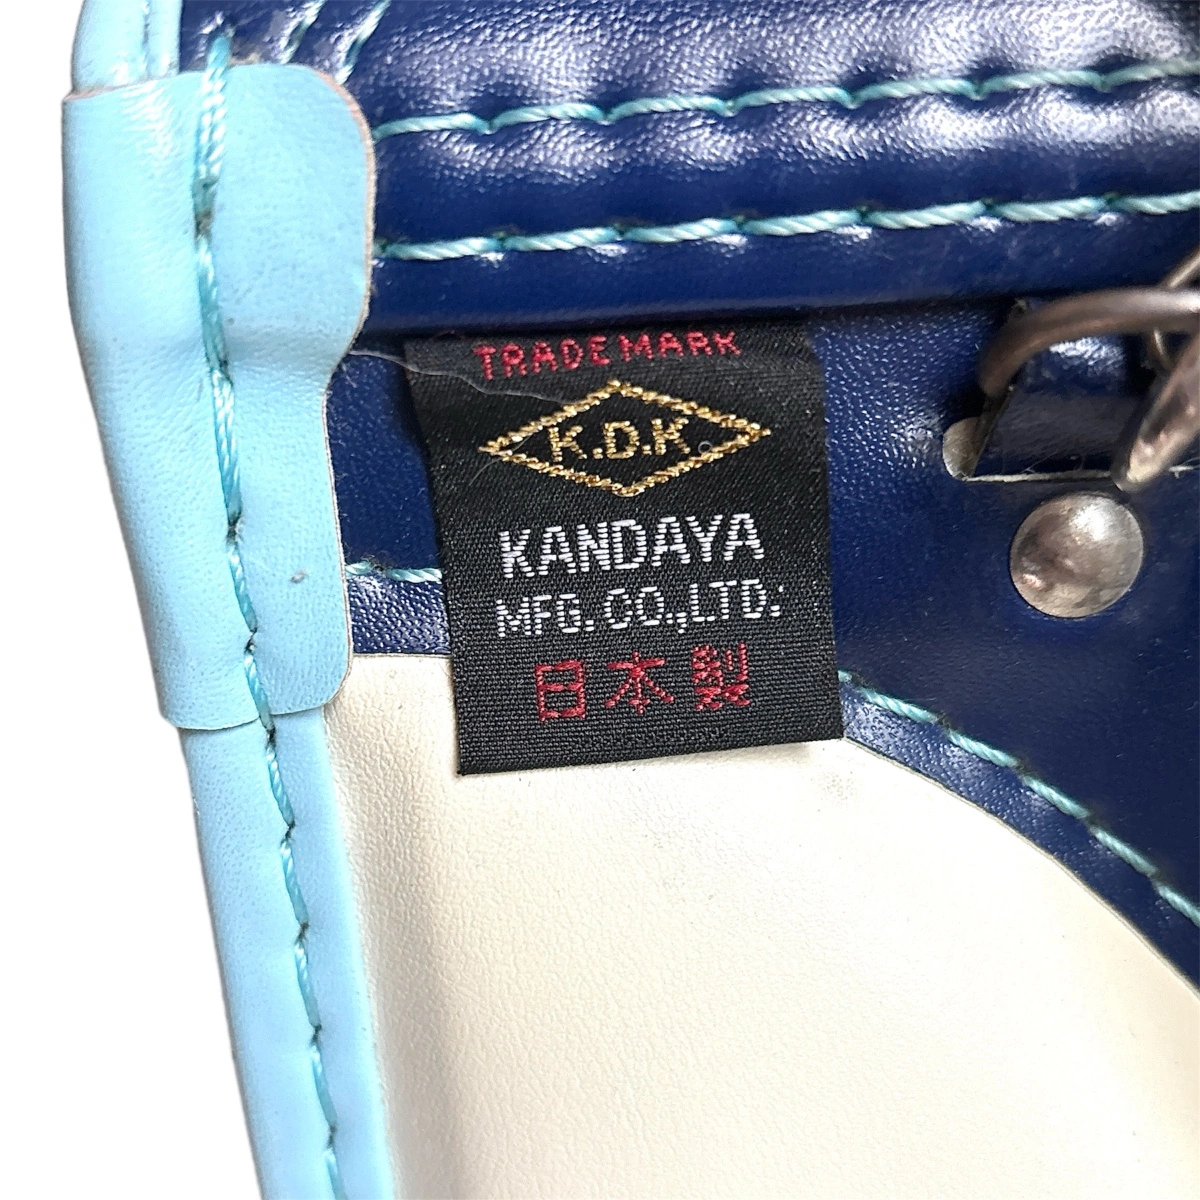 TRADE MARK
K.D.K.
KANDAYA
MFG. CO.,LTD.
日本製